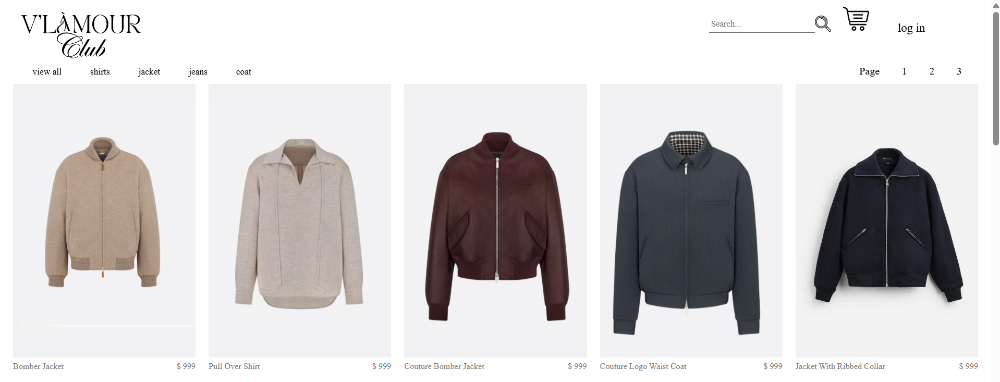 V'LÀMOUR
Club
Search...
log in
view all shirts jacket jeans coat
Page 1 2 3
Bomber Jacket $ 999
Pull Over Shirt $ 999
Couture Bomber Jacket $ 999
Couture Logo Waist Coat $ 999
Jacket With Ribbed Collar $ 999